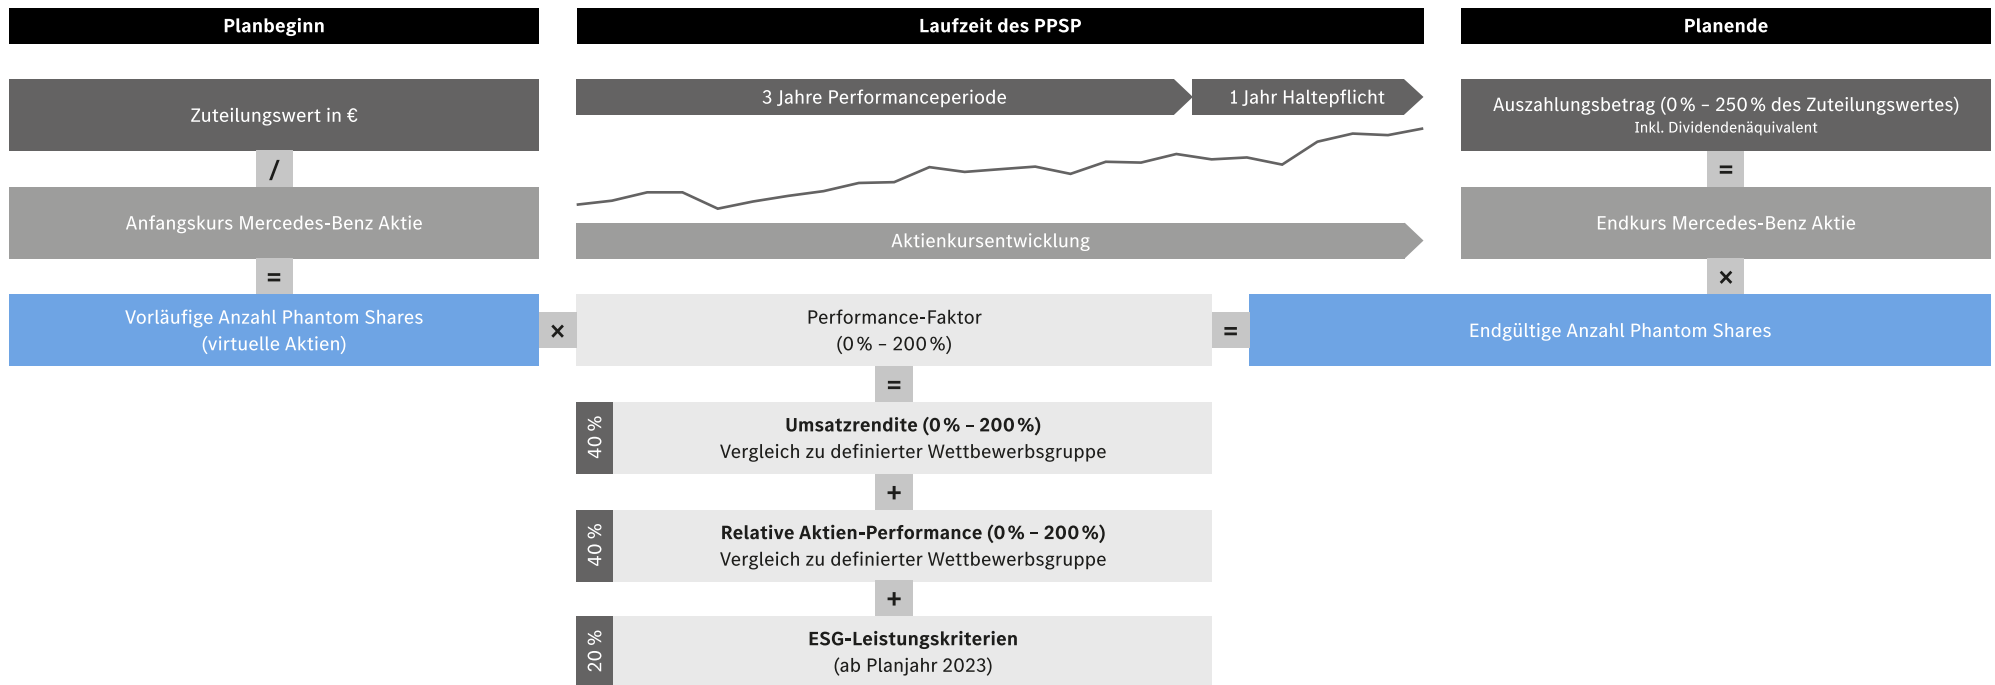 Planbeginn
Laufzeit des PPSP
Planende
Zuteilungswert in €
/
Anfangskurs Mercedes-Benz Aktie
=
Vorläufige Anzahl Phantom Shares
(virtuelle Aktien)
×
3 Jahre Performanceperiode
1 Jahr Haltepflicht
Aktienkursentwicklung
Performance-Faktor
(0 % – 200 %)
=
40 %
Umsatzrendite (0 % – 200 %)
Vergleich zu definierter Wettbewerbsgruppe
+
40 %
Relative Aktien-Performance (0 % – 200 %)
Vergleich zu definierter Wettbewerbsgruppe
+
20 %
ESG-Leistungskriterien
(ab Planjahr 2023)
=
Auszahlungsbetrag (0 % – 250 % des Zuteilungswertes)
Inkl. Dividendenäquivalent
=
Endkurs Mercedes-Benz Aktie
×
Endgültige Anzahl Phantom Shares